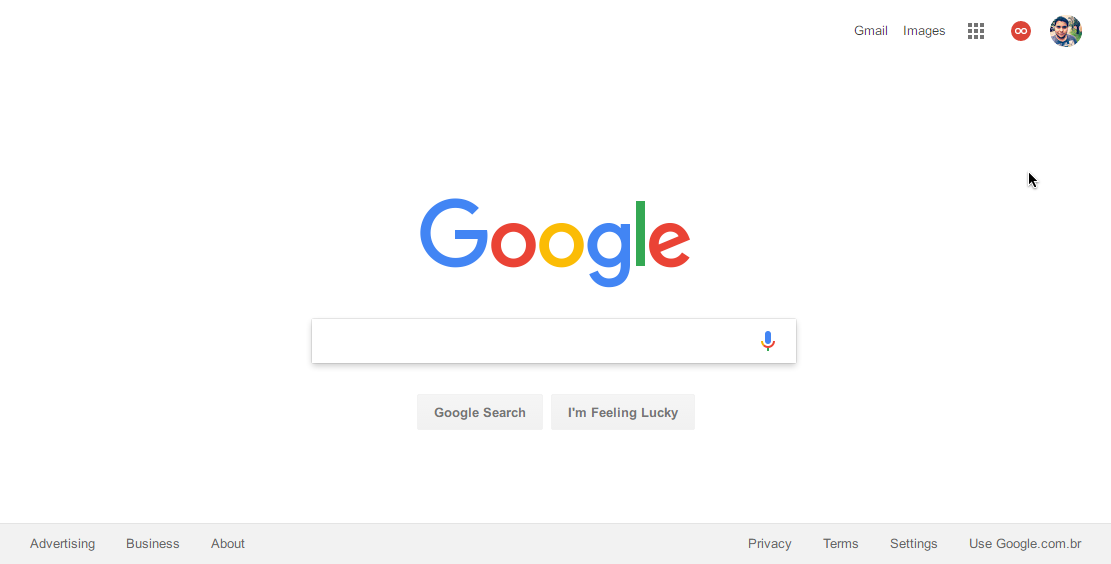 Gmail Images
Google
Google Search I'm Feeling Lucky
Advertising Business About Privacy Terms Settings Use Google.com.br